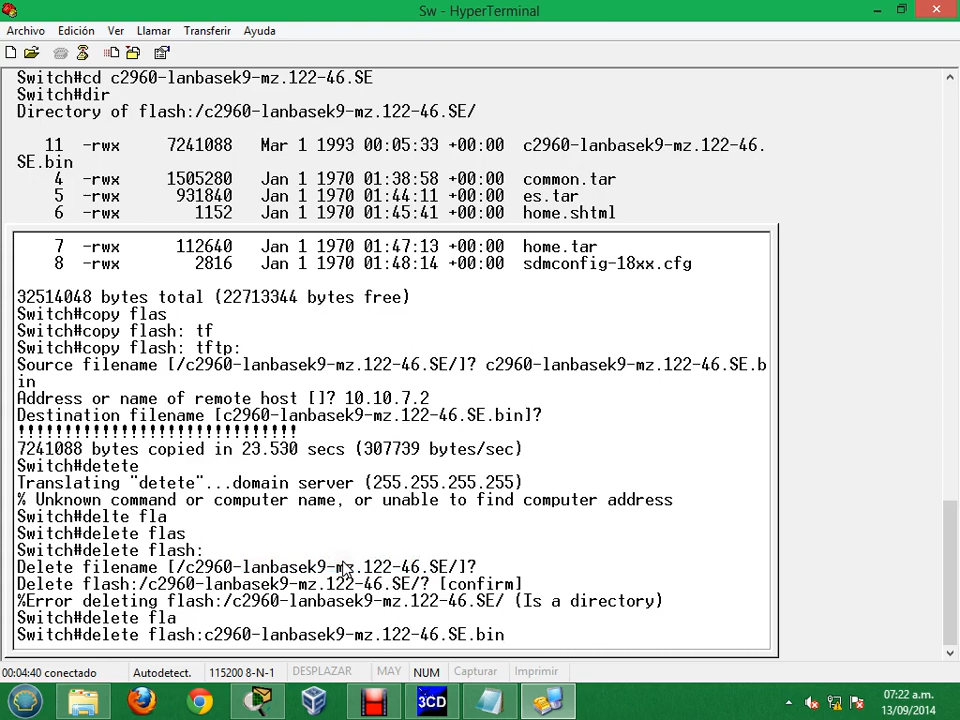 Sw - HyperTerminal
Archivo Edición Ver Llamar Transferir Ayuda
Switch#cd c2960-lanbasek9-mz.122-46.SE
Switch#dir
Directory of flash:/c2960-lanbasek9-mz.122-46.SE/
11 -rwx 7241088 Mar 1 1993 00:05:33 +00:00 c2960-lanbasek9-mz.122-46.
SE.bin
4 -rwx 1505280 Jan 1 1970 01:38:58 +00:00 common.tar
5 -rwx 931840 Jan 1 1970 01:44:11 +00:00 es.tar
6 -rwx 1152 Jan 1 1970 01:45:41 +00:00 home.shtml
7 -rwx 112640 Jan 1 1970 01:47:13 +00:00 home.tar
8 -rwx 2816 Jan 1 1970 01:48:14 +00:00 sdmconfig-18xx.cfg
32514048 bytes total (22713344 bytes free)
Switch#copy flas
Switch#copy flash: tf
Switch#copy flash: tftp:
Source filename [/c2960-lanbasek9-mz.122-46.SE/]? c2960-lanbasek9-mz.122-46.SE.b
in
Address or name of remote host []? 10.10.7.2
Destination filename [c2960-lanbasek9-mz.122-46.SE.bin]?
!!!!!!!!!!!!!!!!!!!!!!!!!!!!!!
7241088 bytes copied in 23.530 secs (307739 bytes/sec)
Switch#detete
Translating "detete"...domain server (255.255.255.255)
% Unknown command or computer name, or unable to find computer address
Switch#delte fla
Switch#delete flas
Switch#delete flash:
Delete filename [/c2960-lanbasek9-mz.122-46.SE/]?
Delete flash:/c2960-lanbasek9-mz.122-46.SE/? [confirm]
%Error deleting flash:/c2960-lanbasek9-mz.122-46.SE/ (Is a directory)
Switch#delete fla
Switch#delete flash:c2960-lanbasek9-mz.122-46.SE.bin
00:04:40 conectado Autodetect. 115200 8-N-1 DESPLAZAR MAY NUM Capturar Imprimir
3CD
07:22 a.m.
13/09/2014